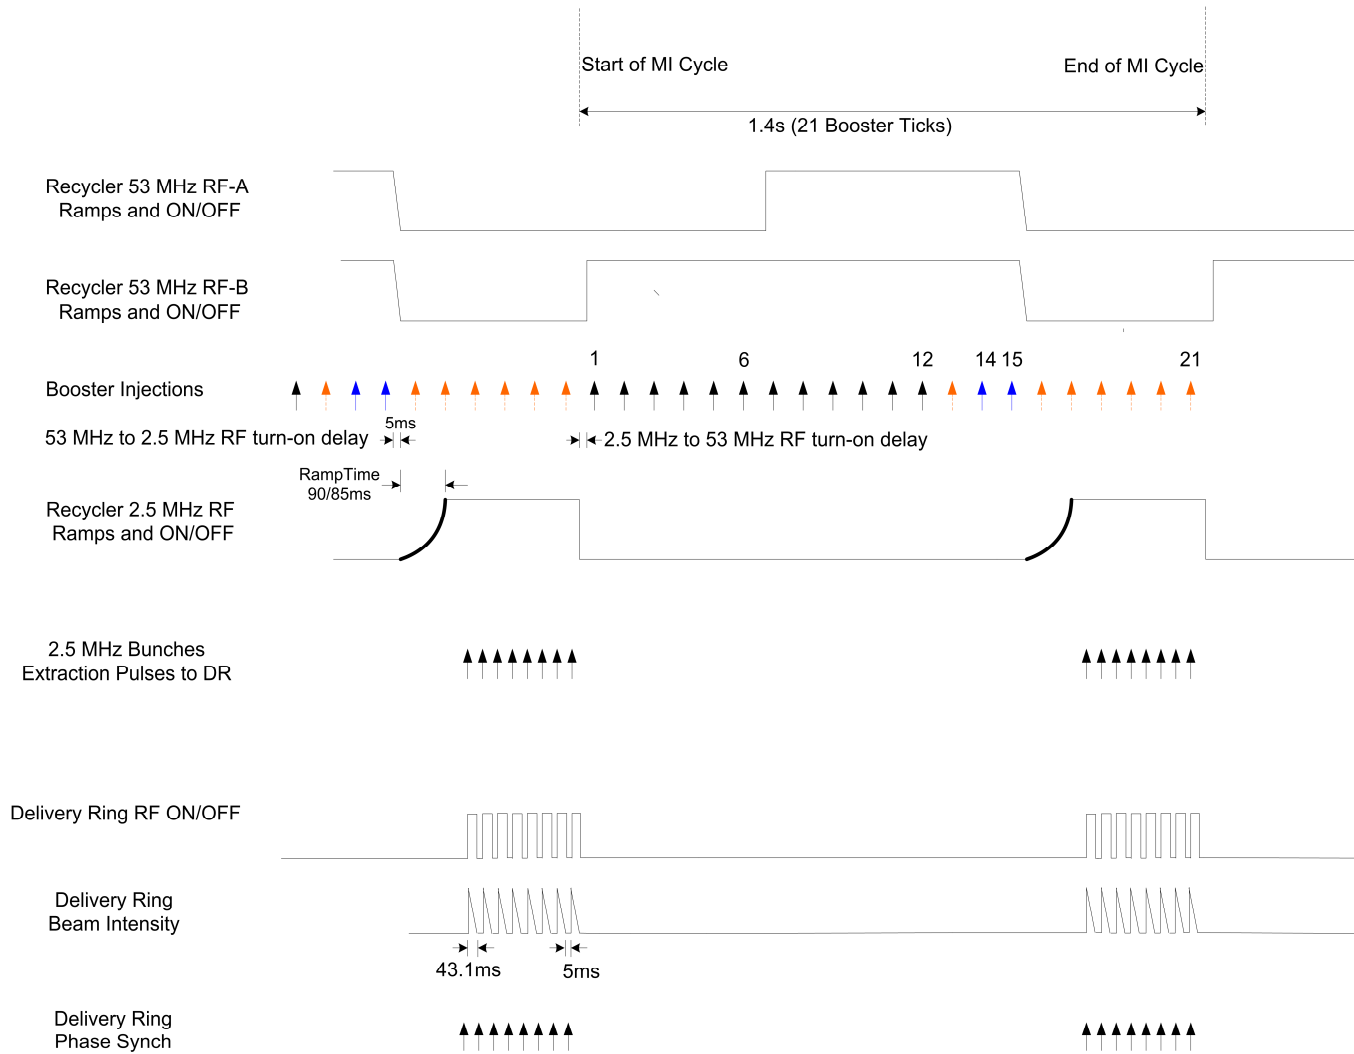 Start of MI Cycle
End of MI Cycle
1.4s (21 Booster Ticks)
Recycler 53 MHz RF-A
Ramps and ON/OFF
Recycler 53 MHz RF-B
Ramps and ON/OFF
1 6 12 14 15 21
Booster Injections
5ms
53 MHz to 2.5 MHz RF turn-on delay
2.5 MHz to 53 MHz RF turn-on delay
RampTime
90/85ms
Recycler 2.5 MHz RF
Ramps and ON/OFF
2.5 MHz Bunches
Extraction Pulses to DR
Delivery Ring RF ON/OFF
Delivery Ring
Beam Intensity
43.1ms
5ms
Delivery Ring
Phase Synch